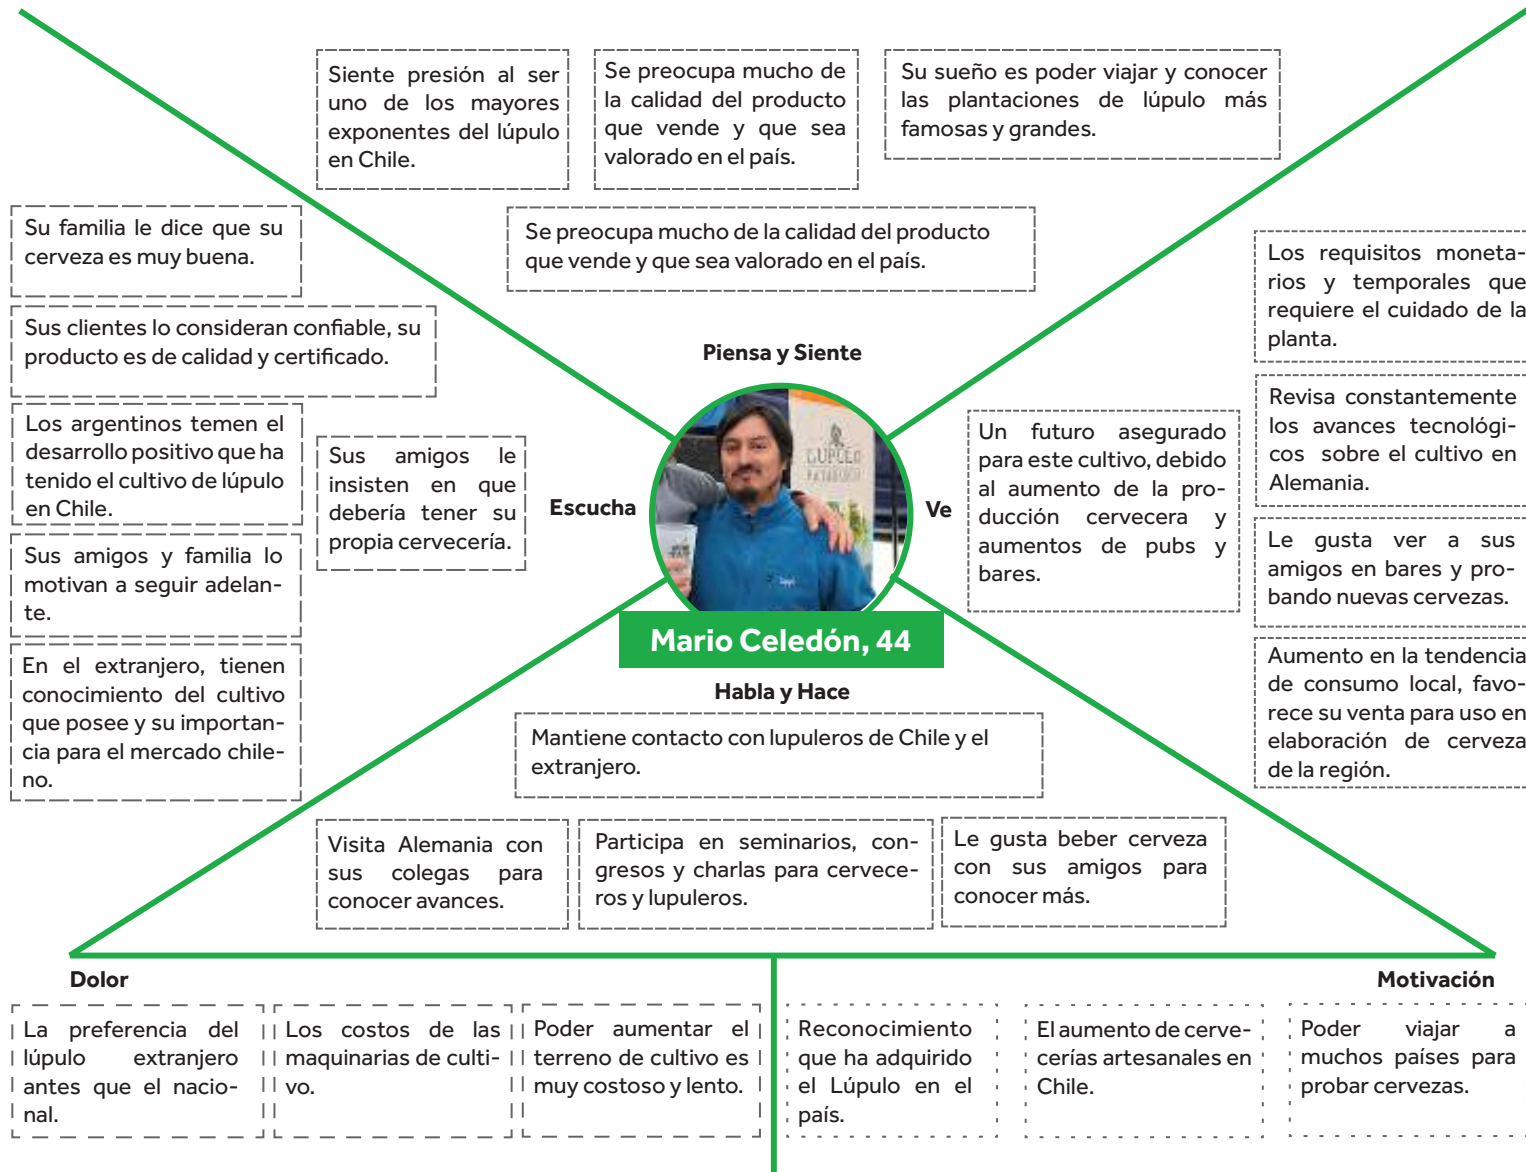 Siente presión al ser
uno de los mayores
exponentes del lúpulo
en Chile.
Se preocupa mucho de
la calidad del producto
que vende y que sea
valorado en el país.
Su sueño es poder viajar y conocer
las plantaciones de lúpulo más
famosas y grandes.
Se preocupa mucho de la calidad del producto
que vende y que sea valorado en el país.
Piensa y Siente
Su familia le dice que su
cerveza es muy buena.
Sus clientes lo consideran confiable, su
producto es de calidad y certificado.
Los argentinos temen el
desarrollo positivo que ha
tenido el cultivo de lúpulo
en Chile.
Sus amigos le
insisten en que
debería tener su
propia cervecería.
Sus amigos y familia lo
motivan a seguir adelan-
te.
En el extranjero, tienen
conocimiento del cultivo
que posee y su importan-
cia para el mercado chile-
no.
Escucha
LUPULO
Ve
Un futuro asegurado
para este cultivo, debido
al aumento de la pro-
ducción cervecera y
aumentos de pubs y
bares.
Los requisitos moneta-
rios y temporales que
requiere el cuidado de la
planta.
Revisa constantemente
los avances tecnológi-
cos sobre el cultivo en
Alemania.
Le gusta ver a sus
amigos en bares y pro-
bando nuevas cervezas.
Aumento en la tendencia
de consumo local, favo-
rece su venta para uso en
elaboración de cerveza
de la región.
Mario Celedón, 44
Habla y Hace
Mantiene contacto con lupuleros de Chile y el
extranjero.
Visita Alemania con
sus colegas para
conocer avances.
Participa en seminarios, con-
gresos y charlas para cervece-
ros y lupuleros.
Le gusta beber cerveza
con sus amigos para
conocer más.
Dolor
La preferencia del
lúpulo extranjero
antes que el nacio-
nal.
Los costos de las
maquinarias de culti-
vo.
Poder aumentar el
terreno de cultivo es
muy costoso y lento.
Motivación
Reconocimiento
que ha adquirido
el Lúpulo en el
país.
El aumento de cerve-
cerías artesanales en
Chile.
Poder viajar a
muchos países para
probar cervezas.